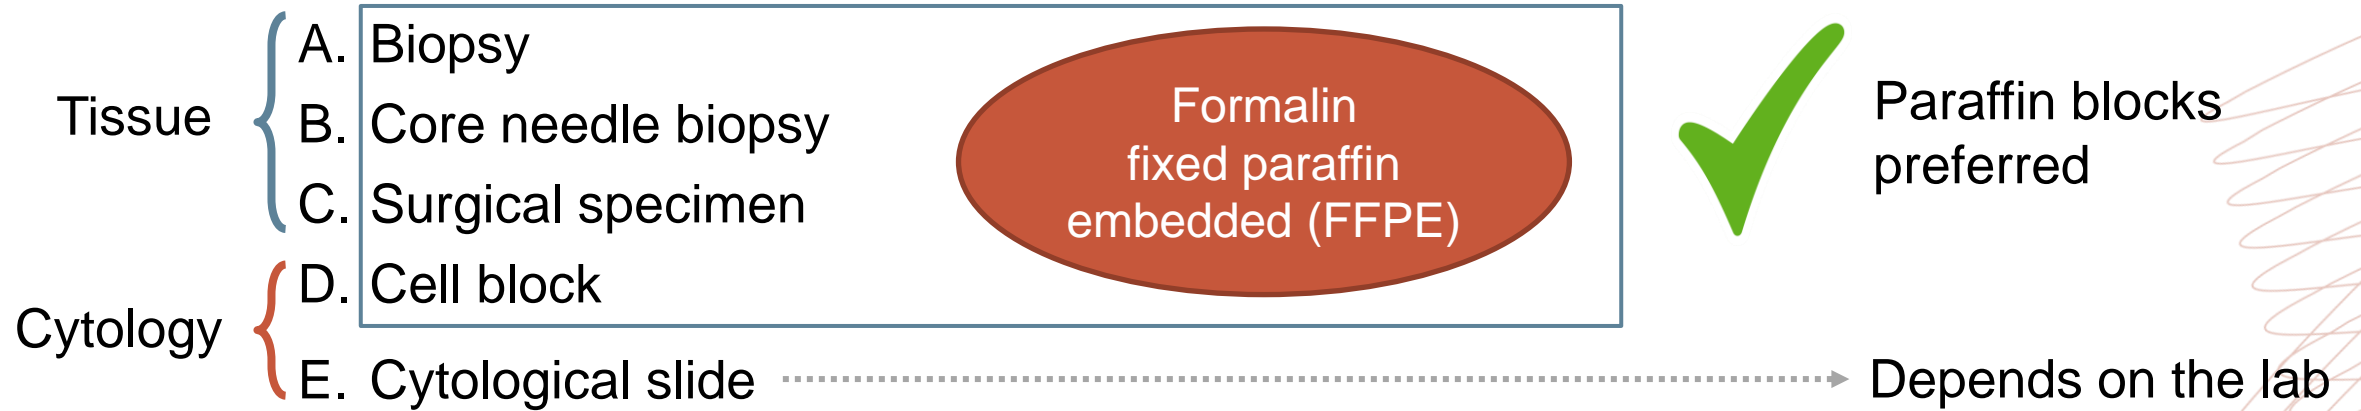 Tissue
A. Biopsy
B. Core needle biopsy
C. Surgical specimen
Cytology
D. Cell block
E. Cytological slide
Formalin
fixed paraffin
embedded (FFPE)
Paraffin blocks
preferred
Depends on the lab